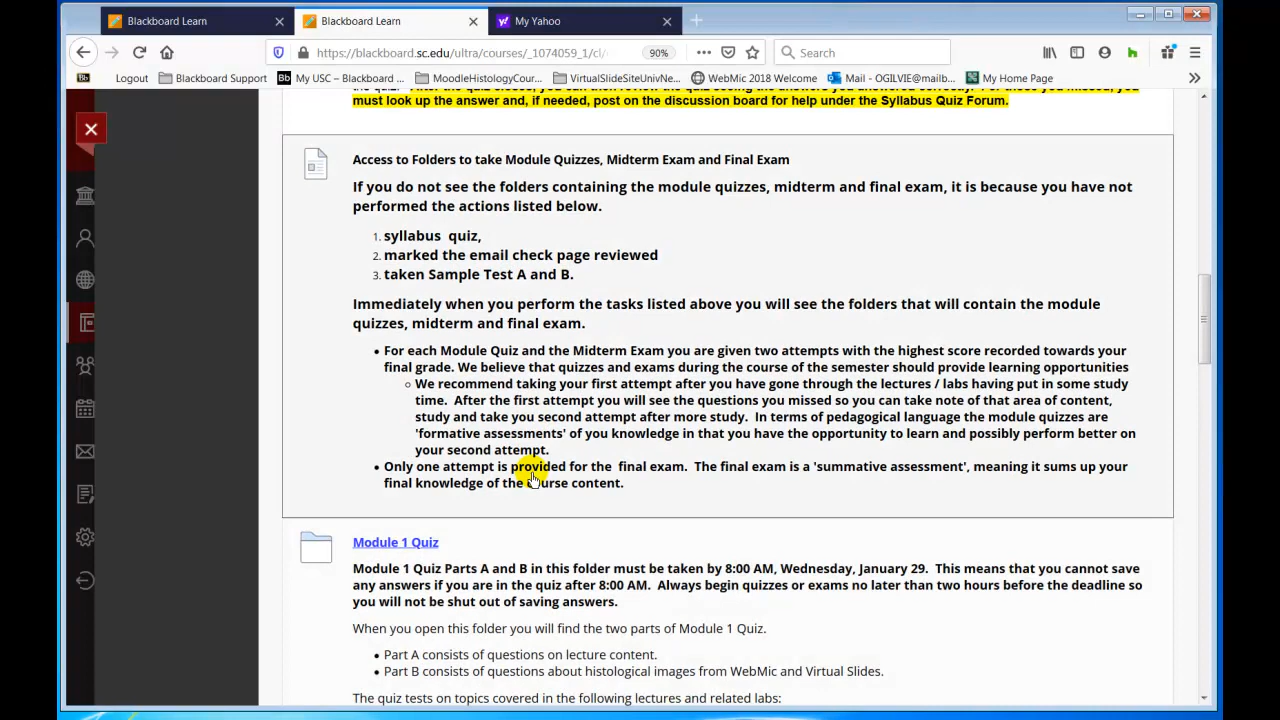 Blackboard Learn
Blackboard Learn
My Yahoo
https://blackboard.sc.edu/ultra/courses/_1074059_1/cl/
90%
Search
Bb
Logout
Blackboard Support
Bb My USC – Blackboard ...
MoodleHistologyCour...
VirtualSlideSiteUnivNe...
WebMic 2018 Welcome
Mail - OGILVIE@mailb...
My Home Page
must look up the answer and, if needed, post on the discussion board for help under the Syllabus Quiz Forum.
Access to Folders to take Module Quizzes, Midterm Exam and Final Exam
If you do not see the folders containing the module quizzes, midterm and final exam, it is because you have not
performed the actions listed below.
1. syllabus quiz,
2. marked the email check page reviewed
3. taken Sample Test A and B.
Immediately when you perform the tasks listed above you will see the folders that will contain the module
quizzes, midterm and final exam.
• For each Module Quiz and the Midterm Exam you are given two attempts with the highest score recorded towards your
final grade. We believe that quizzes and exams during the course of the semester should provide learning opportunities
○ We recommend taking your first attempt after you have gone through the lectures / labs having put in some study
time. After the first attempt you will see the questions you missed so you can take note of that area of content,
study and take you second attempt after more study. In terms of pedagogical language the module quizzes are
'formative assessments' of you knowledge in that you have the opportunity to learn and possibly perform better on
your second attempt.
• Only one attempt is provided for the final exam. The final exam is a 'summative assessment', meaning it sums up your
final knowledge of the course content.
Module 1 Quiz
Module 1 Quiz Parts A and B in this folder must be taken by 8:00 AM, Wednesday, January 29. This means that you cannot save
any answers if you are in the quiz after 8:00 AM. Always begin quizzes or exams no later than two hours before the deadline so
you will not be shut out of saving answers.
When you open this folder you will find the two parts of Module 1 Quiz.
• Part A consists of questions on lecture content.
• Part B consists of questions about histological images from WebMic and Virtual Slides.
The quiz tests on topics covered in the following lectures and related labs: